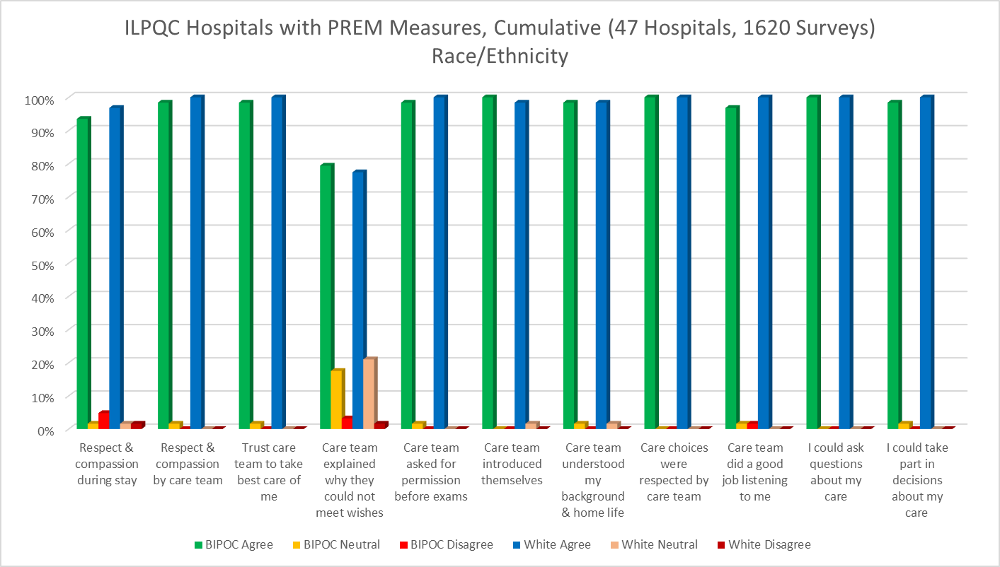 ILPQC Hospitals with PREM Measures, Cumulative (47 Hospitals, 1620 Surveys)
Race/Ethnicity
100%
90%
80%
70%
60%
50%
40%
30%
20%
10%
0%
Respect &
compassion
during stay
Respect &
compassion
by care team
Trust care
team to take
best care of
me
Care team
explained
why they
could not
meet wishes
Care team
asked for
permission
before exams
Care team
introduced
themselves
Care team
understood
my
background
& home life
Care choices
were
respected by
care team
Care team
did a good
job listening
to me
I could ask
questions
about my
care
I could take
part in
decisions
about my
care
BIPOC Agree
BIPOC Neutral
BIPOC Disagree
White Agree
White Neutral
White Disagree